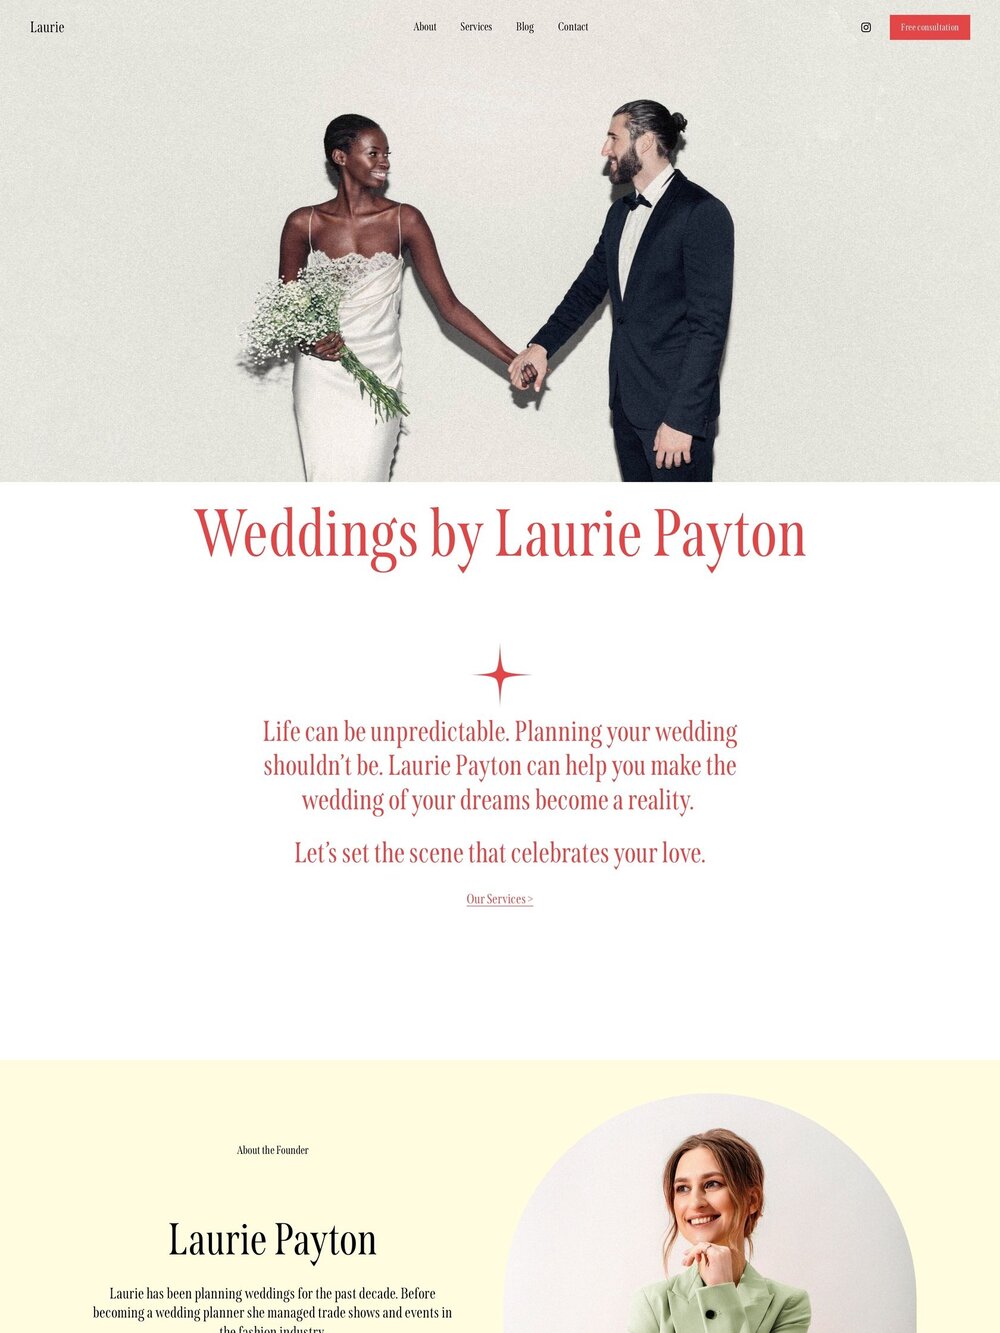 Laurie
About Services Blog Contact
Free consultation
Weddings by Laurie Payton
Life can be unpredictable. Planning your wedding
shouldn’t be. Laurie Payton can help you make the
wedding of your dreams become a reality.
Let’s set the scene that celebrates your love.
Our Services >
About the Founder
Laurie Payton
Laurie has been planning weddings for the past decade. Before
becoming a wedding planner she managed trade shows and events in
the fashion industry.